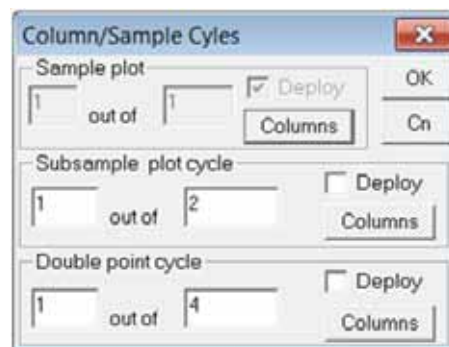 Column/Sample Cyles
Sample plot
1 out of 1
Deploy
Columns
OK
Cn
Subsample plot cycle
1 out of 2
Deploy
Columns
Double point cycle
1 out of 4
Deploy
Columns